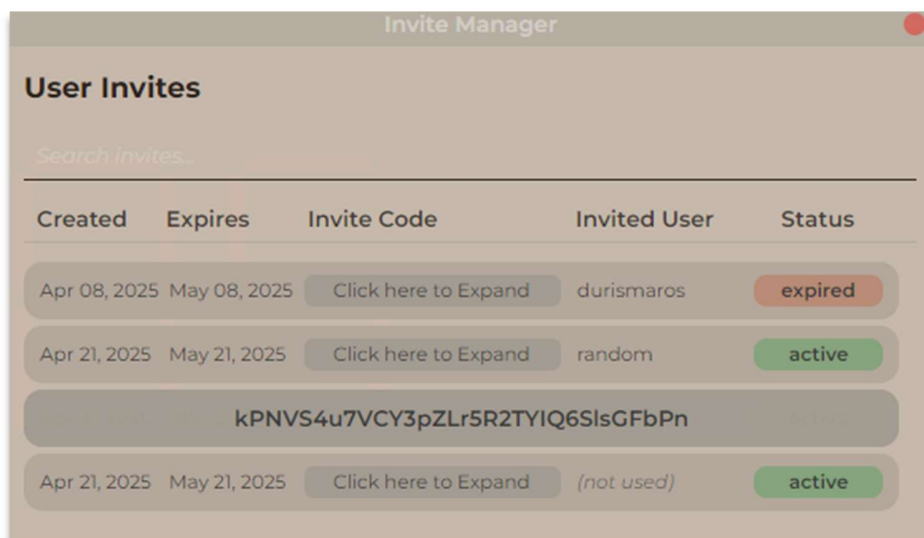 Invite Manager
User Invites
Search invites...
Created Expires Invite Code Invited User Status
Apr 08, 2025 May 08, 2025 Click here to Expand durismaros expired
Apr 21, 2025 May 21, 2025 Click here to Expand random active
kPNVS4u7VCY3pZLr5R2TYIQ6SlsGFbPn
Apr 21, 2025 May 21, 2025 Click here to Expand (not used) active